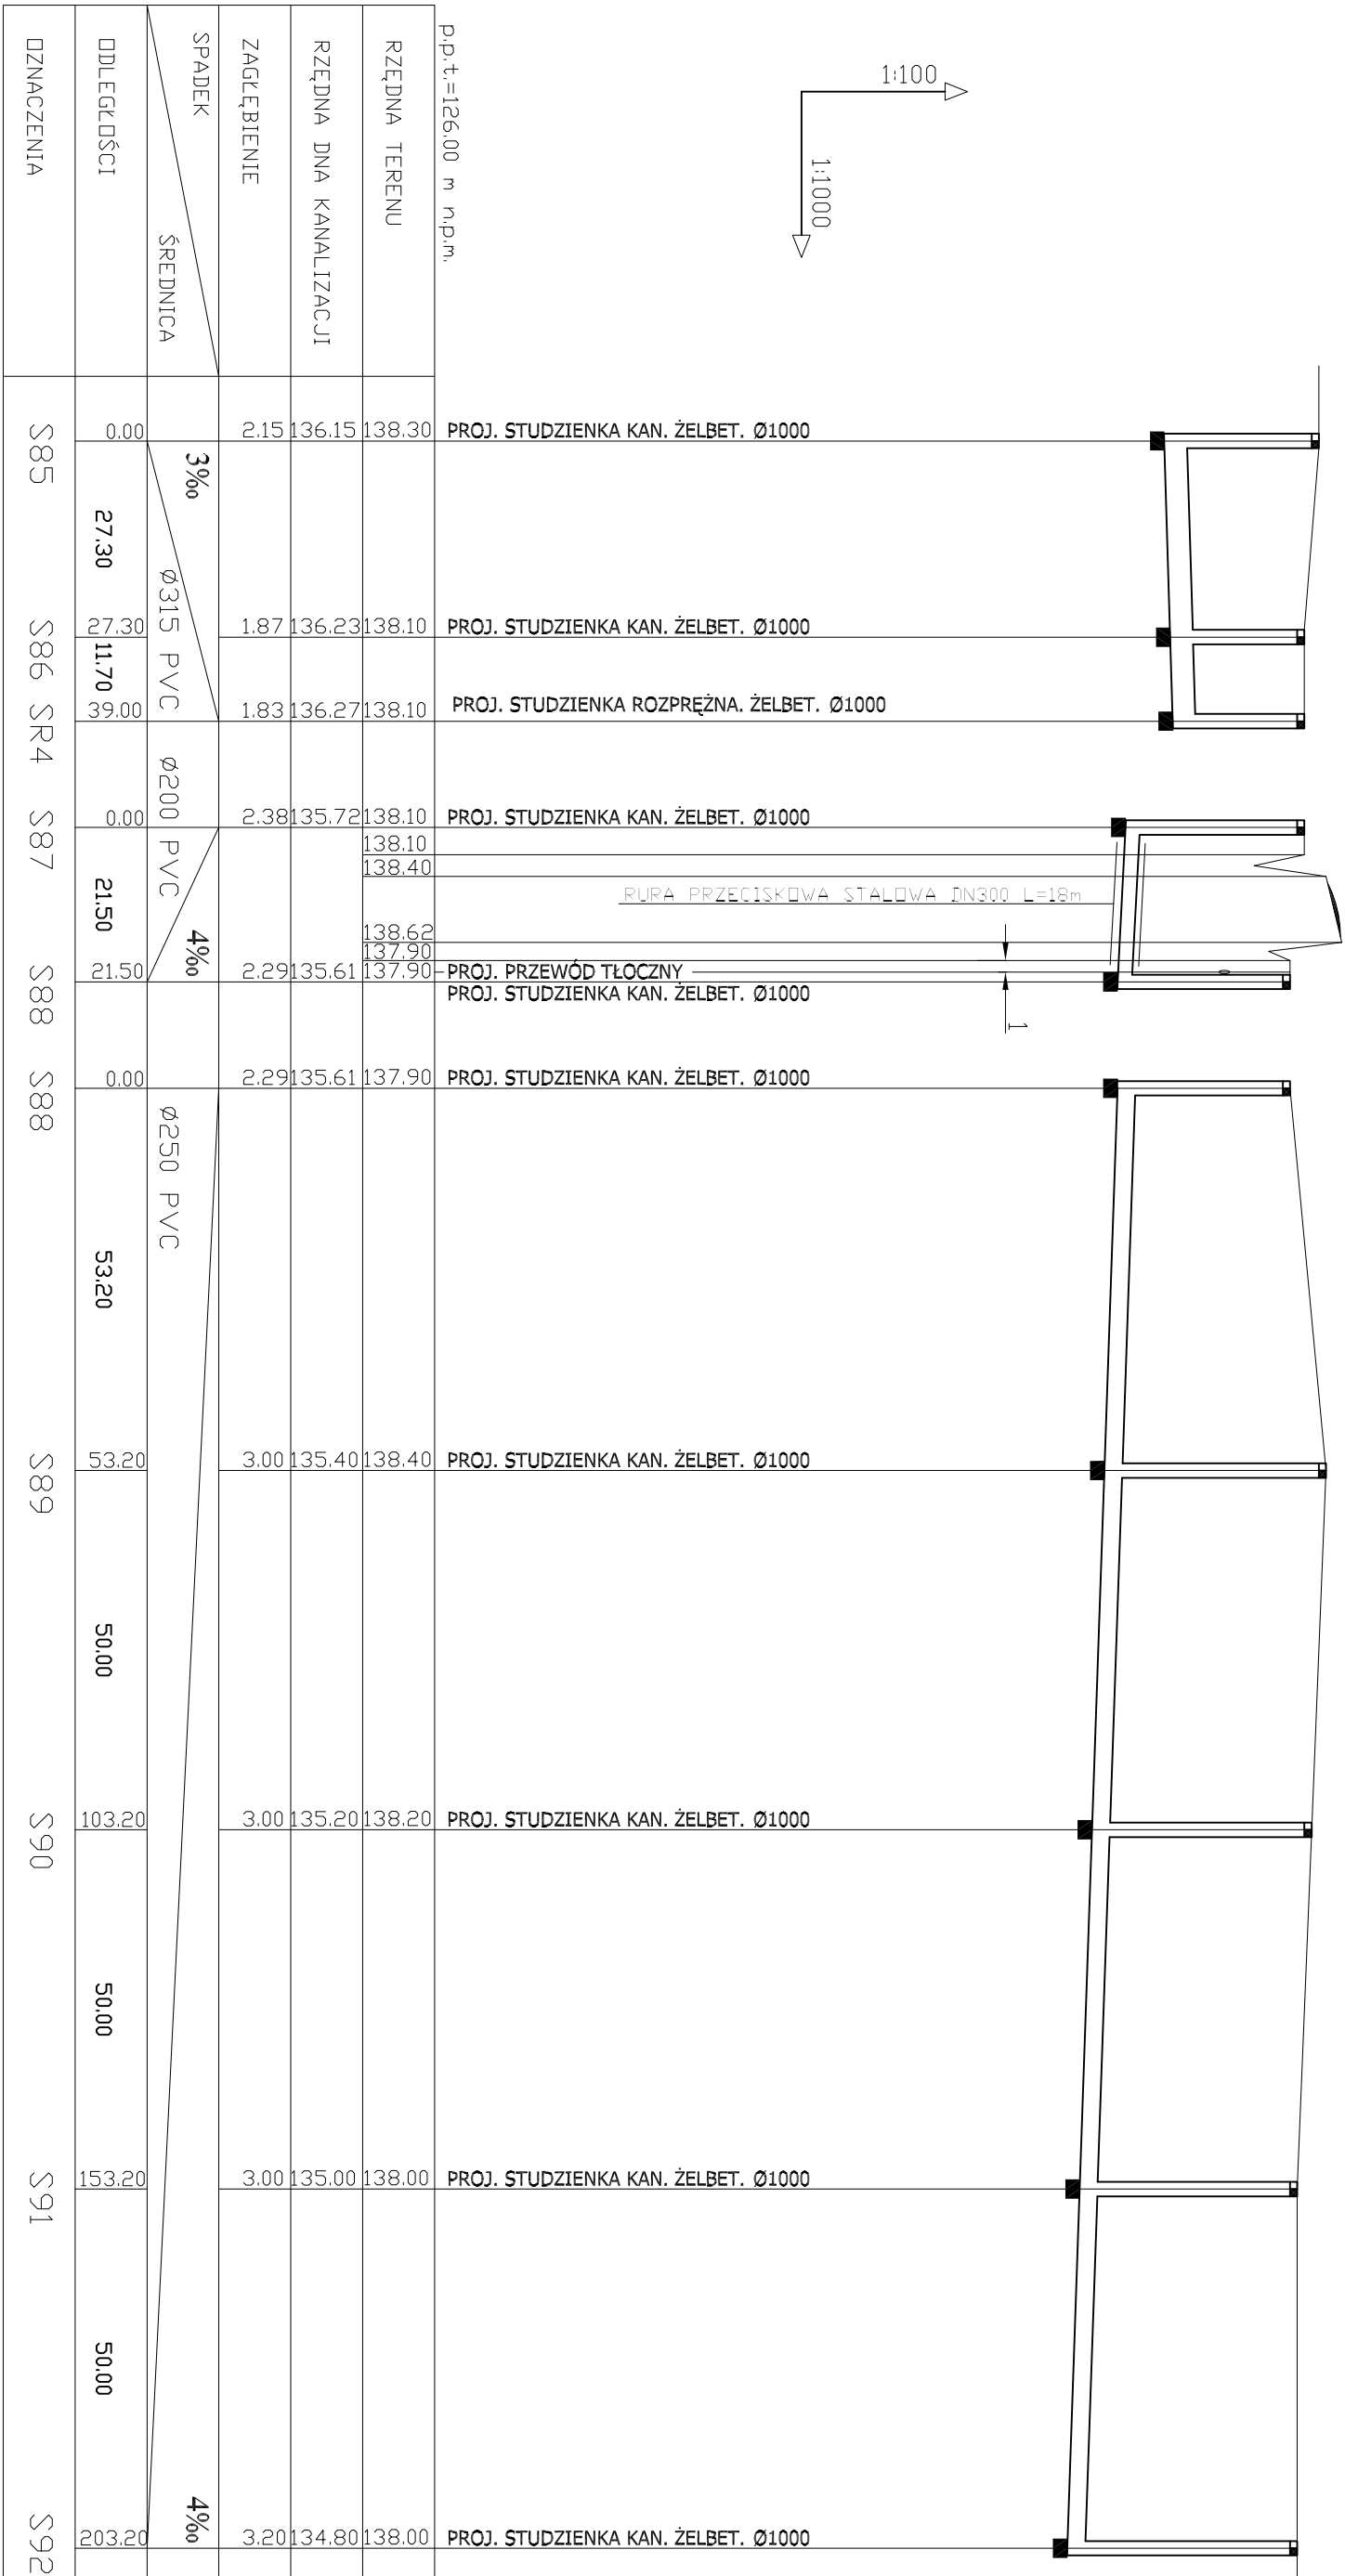 1:100
1:1000
p.p.t.=126.00 m n.p.m.
RZĘDNA TERENU
RZĘDNA DNA KANALIZACJI
ZAGŁĘBIENIE
SPADEK
ŚREDNICA
ODLEGŁOŚCI
OZNACZENIA
PROJ. STUDZIENKA KAN. ŻELBET. Ø1000
138.30
136.15
2.15
0.00
S85
3‰
27.30
Ø315 PVC
PROJ. STUDZIENKA KAN. ŻELBET. Ø1000
138.10
136.23
1.87
27.30
S86
11.70
PROJ. STUDZIENKA ROZPRĘŻNA. ŻELBET. Ø1000
138.10
136.27
1.83
39.00
SR4
Ø200 PVC
PROJ. STUDZIENKA KAN. ŻELBET. Ø1000
138.10
135.72
2.38
0.00
S87
138.10
138.40
RURA PRZECISKOWA STALOWA DN300 L=18m
21.50
4‰
138.62
137.90
PROJ. PRZEWÓD TŁOCZNY
1
PROJ. STUDZIENKA KAN. ŻELBET. Ø1000
137.90
135.61
2.29
21.50
S88
PROJ. STUDZIENKA KAN. ŻELBET. Ø1000
137.90
135.61
2.29
0.00
S88
Ø250 PVC
53.20
PROJ. STUDZIENKA KAN. ŻELBET. Ø1000
138.40
135.40
3.00
53.20
S89
50.00
PROJ. STUDZIENKA KAN. ŻELBET. Ø1000
138.20
135.20
3.00
103.20
S90
50.00
PROJ. STUDZIENKA KAN. ŻELBET. Ø1000
138.00
135.00
3.00
153.20
S91
50.00
4‰
PROJ. STUDZIENKA KAN. ŻELBET. Ø1000
138.00
134.80
3.20
203.20
S92